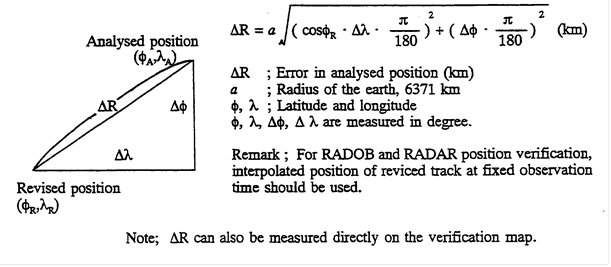 Analysed position
(ϕA,λA)
ΔR
Δϕ
Δλ
Revised position
(ϕR,λR)
ΔR = a √( cosϕR · Δλ · π/180 )² + ( Δϕ · π/180 )² (km)
ΔR ; Error in analysed position (km)
a ; Radius of the earth, 6371 km
ϕ, λ ; Latitude and longitude
ϕ, λ, Δϕ, Δ λ are measured in degree.
Remark ; For RADOB and RADAR position verification,
interpolated position of reviced track at fixed observation
time should be used.
Note; ΔR can also be measured directly on the verification map.